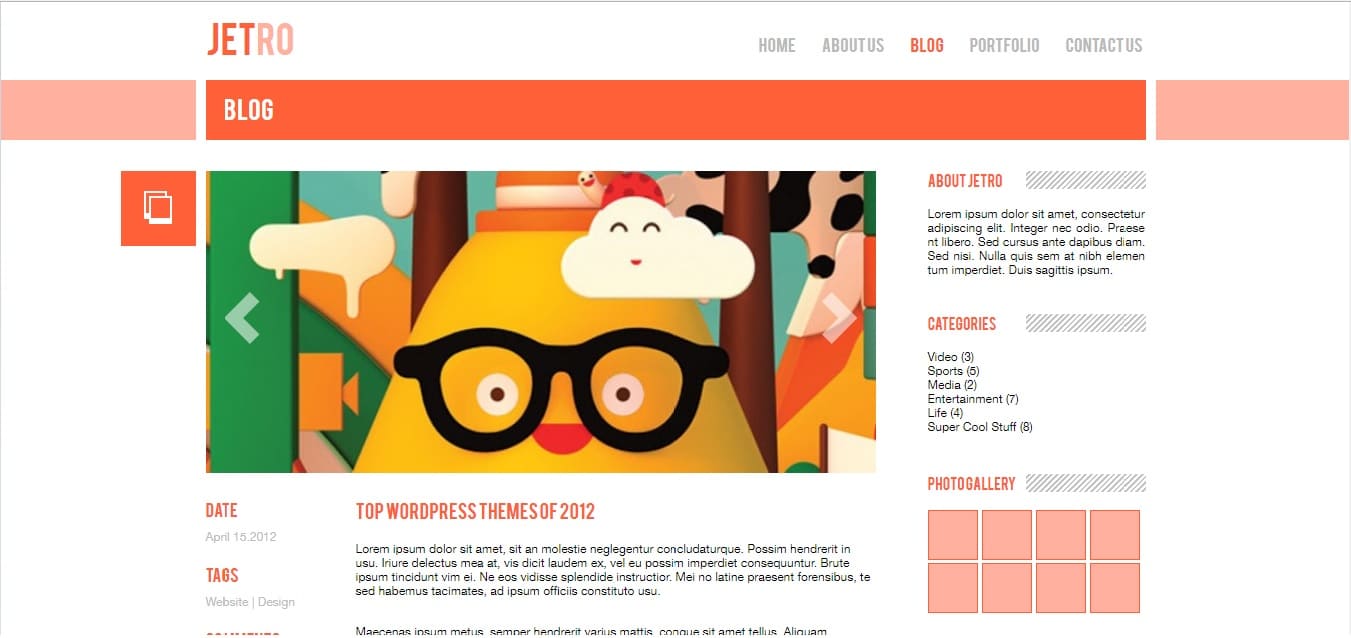 JETRO
HOME ABOUT US BLOG PORTFOLIO CONTACT US
BLOG
DATE
April 15.2012
TAGS
Website | Design
TOP WORDPRESS THEMES OF 2012
Lorem ipsum dolor sit amet, sit an molestie neglegentur concludaturque. Possim hendrerit in
usu. Iriure delectus mea at, vis dicit laudem ex, vel eu possim imperdiet consequuntur. Brute
ipsum tincidunt vim ei. Ne eos vidisse splendide instructior. Mei no latine praesent forensibus, te
sed habemus tacimates, ad ipsum officiis constituto usu.
Maecenas ipsum metus, semper hendrerit varius mattis, congue sit amet tellus. Aliquam
ABOUT JETRO
Lorem ipsum dolor sit amet, consectetur
adipiscing elit. Integer nec odio. Praese
nt libero. Sed cursus ante dapibus diam.
Sed nisi. Nulla quis sem at nibh elemen
tum imperdiet. Duis sagittis ipsum.
CATEGORIES
Video (3)
Sports (5)
Media (2)
Entertainment (7)
Life (4)
Super Cool Stuff (8)
PHOTO GALLERY